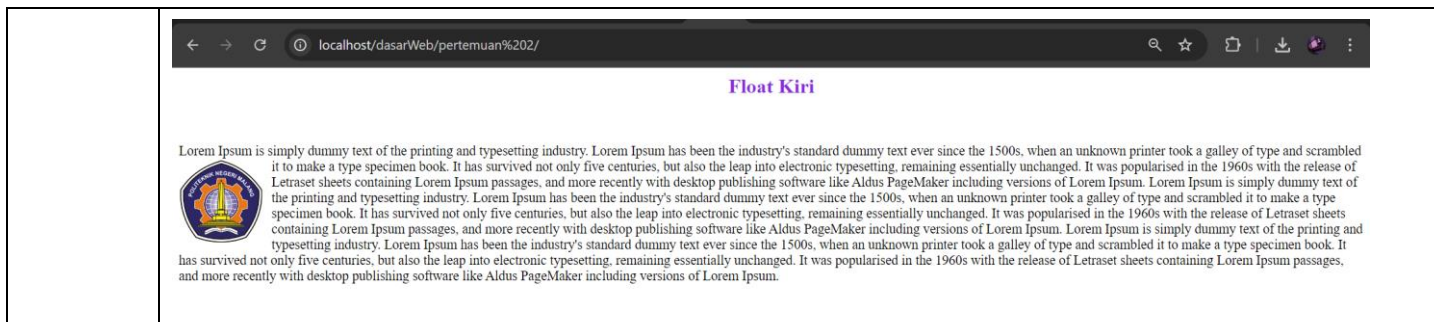 localhost/dasarWeb/pertemuan%202/
Float Kiri
Lorem Ipsum is simply dummy text of the printing and typesetting industry. Lorem Ipsum has been the industry's standard dummy text ever since the 1500s, when an unknown printer took a galley of type and scrambled
it to make a type specimen book. It has survived not only five centuries, but also the leap into electronic typesetting, remaining essentially unchanged. It was popularised in the 1960s with the release of
POLITEKNIK NEGERI MALANG
Letraset sheets containing Lorem Ipsum passages, and more recently with desktop publishing software like Aldus PageMaker including versions of Lorem Ipsum. Lorem Ipsum is simply dummy text of
the printing and typesetting industry. Lorem Ipsum has been the industry's standard dummy text ever since the 1500s, when an unknown printer took a galley of type and scrambled it to make a type
specimen book. It has survived not only five centuries, but also the leap into electronic typesetting, remaining essentially unchanged. It was popularised in the 1960s with the release of Letraset sheets
containing Lorem Ipsum passages, and more recently with desktop publishing software like Aldus PageMaker including versions of Lorem Ipsum. Lorem Ipsum is simply dummy text of the printing and
typesetting industry. Lorem Ipsum has been the industry's standard dummy text ever since the 1500s, when an unknown printer took a galley of type and scrambled it to make a type specimen book. It
has survived not only five centuries, but also the leap into electronic typesetting, remaining essentially unchanged. It was popularised in the 1960s with the release of Letraset sheets containing Lorem Ipsum passages,
and more recently with desktop publishing software like Aldus PageMaker including versions of Lorem Ipsum.